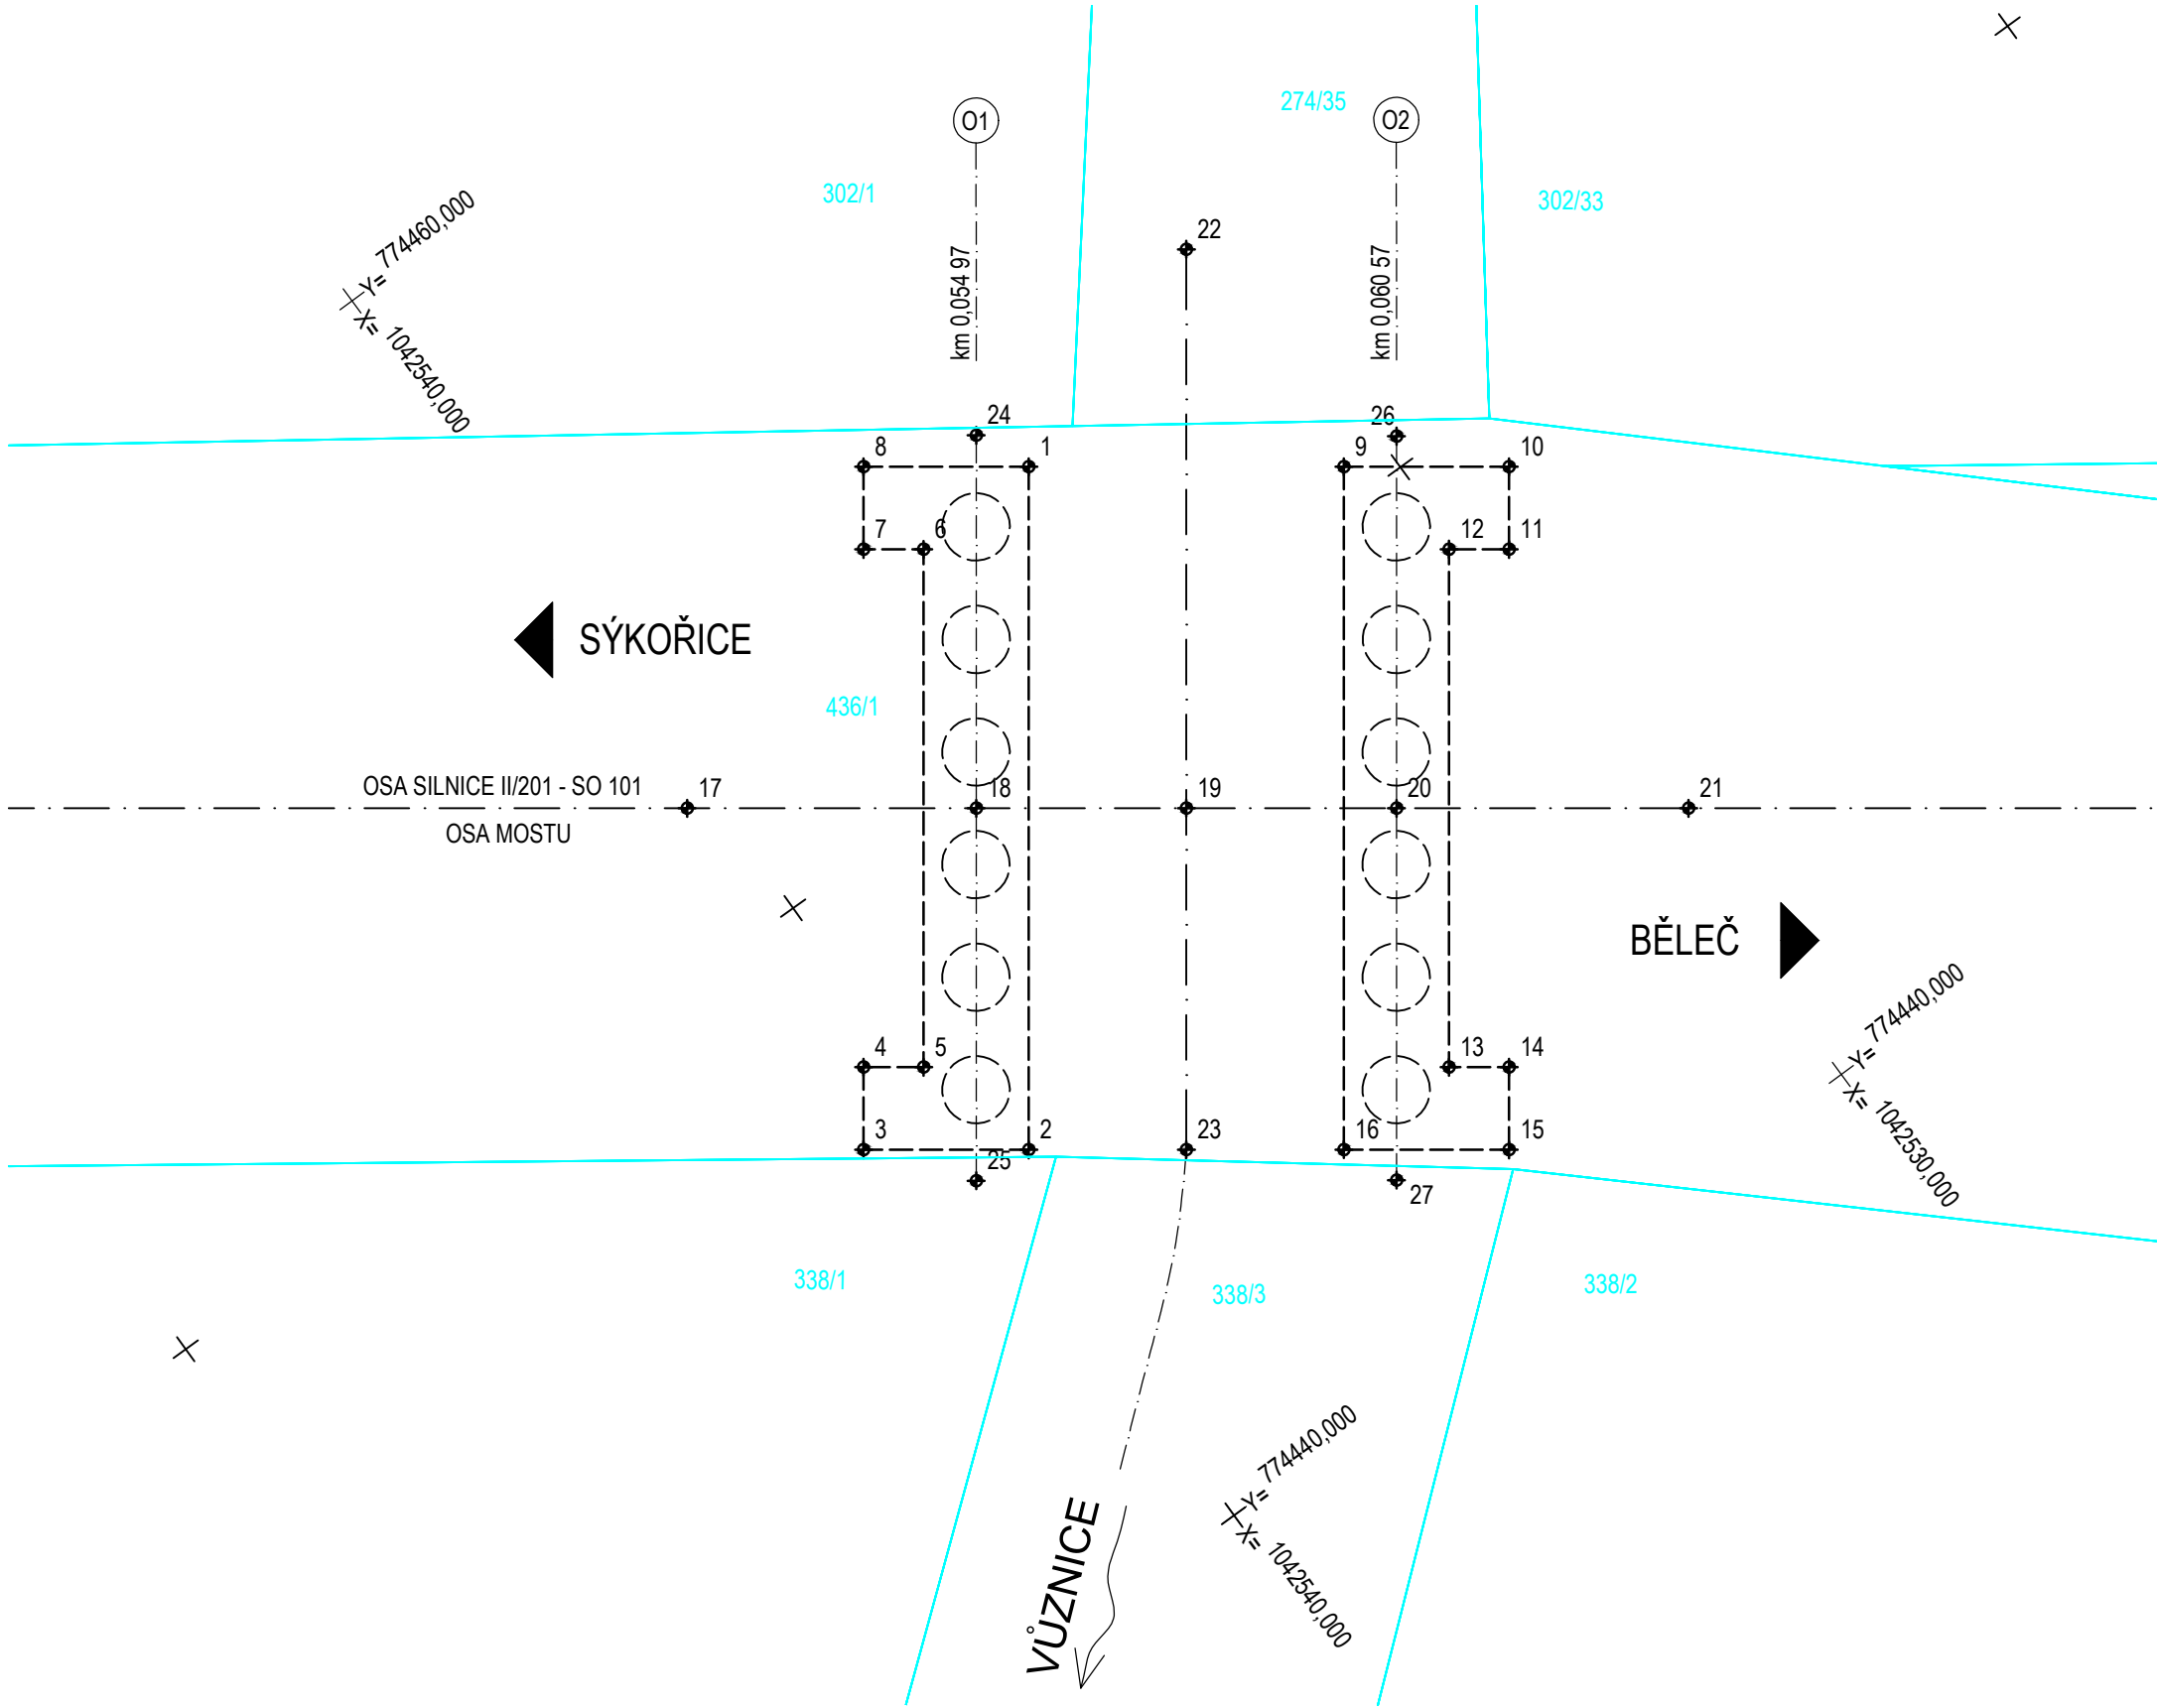 274/35
O1
O2
302/1
302/33
Y= 774460,000
X= 1042540,000
km 0,054 97
km 0,060 57
22
24
26
8
1
9
10
7
6
12
11
SÝKOŘICE
436/1
OSA SILNICE II/201 - SO 101
17
18
19
20
21
OSA MOSTU
BĚLEČ
Y= 774440,000
X= 1042530,000
4
5
13
14
3
2
23
16
15
25
27
338/1
338/3
338/2
Y= 774440,000
X= 1042540,000
VŮZNICE